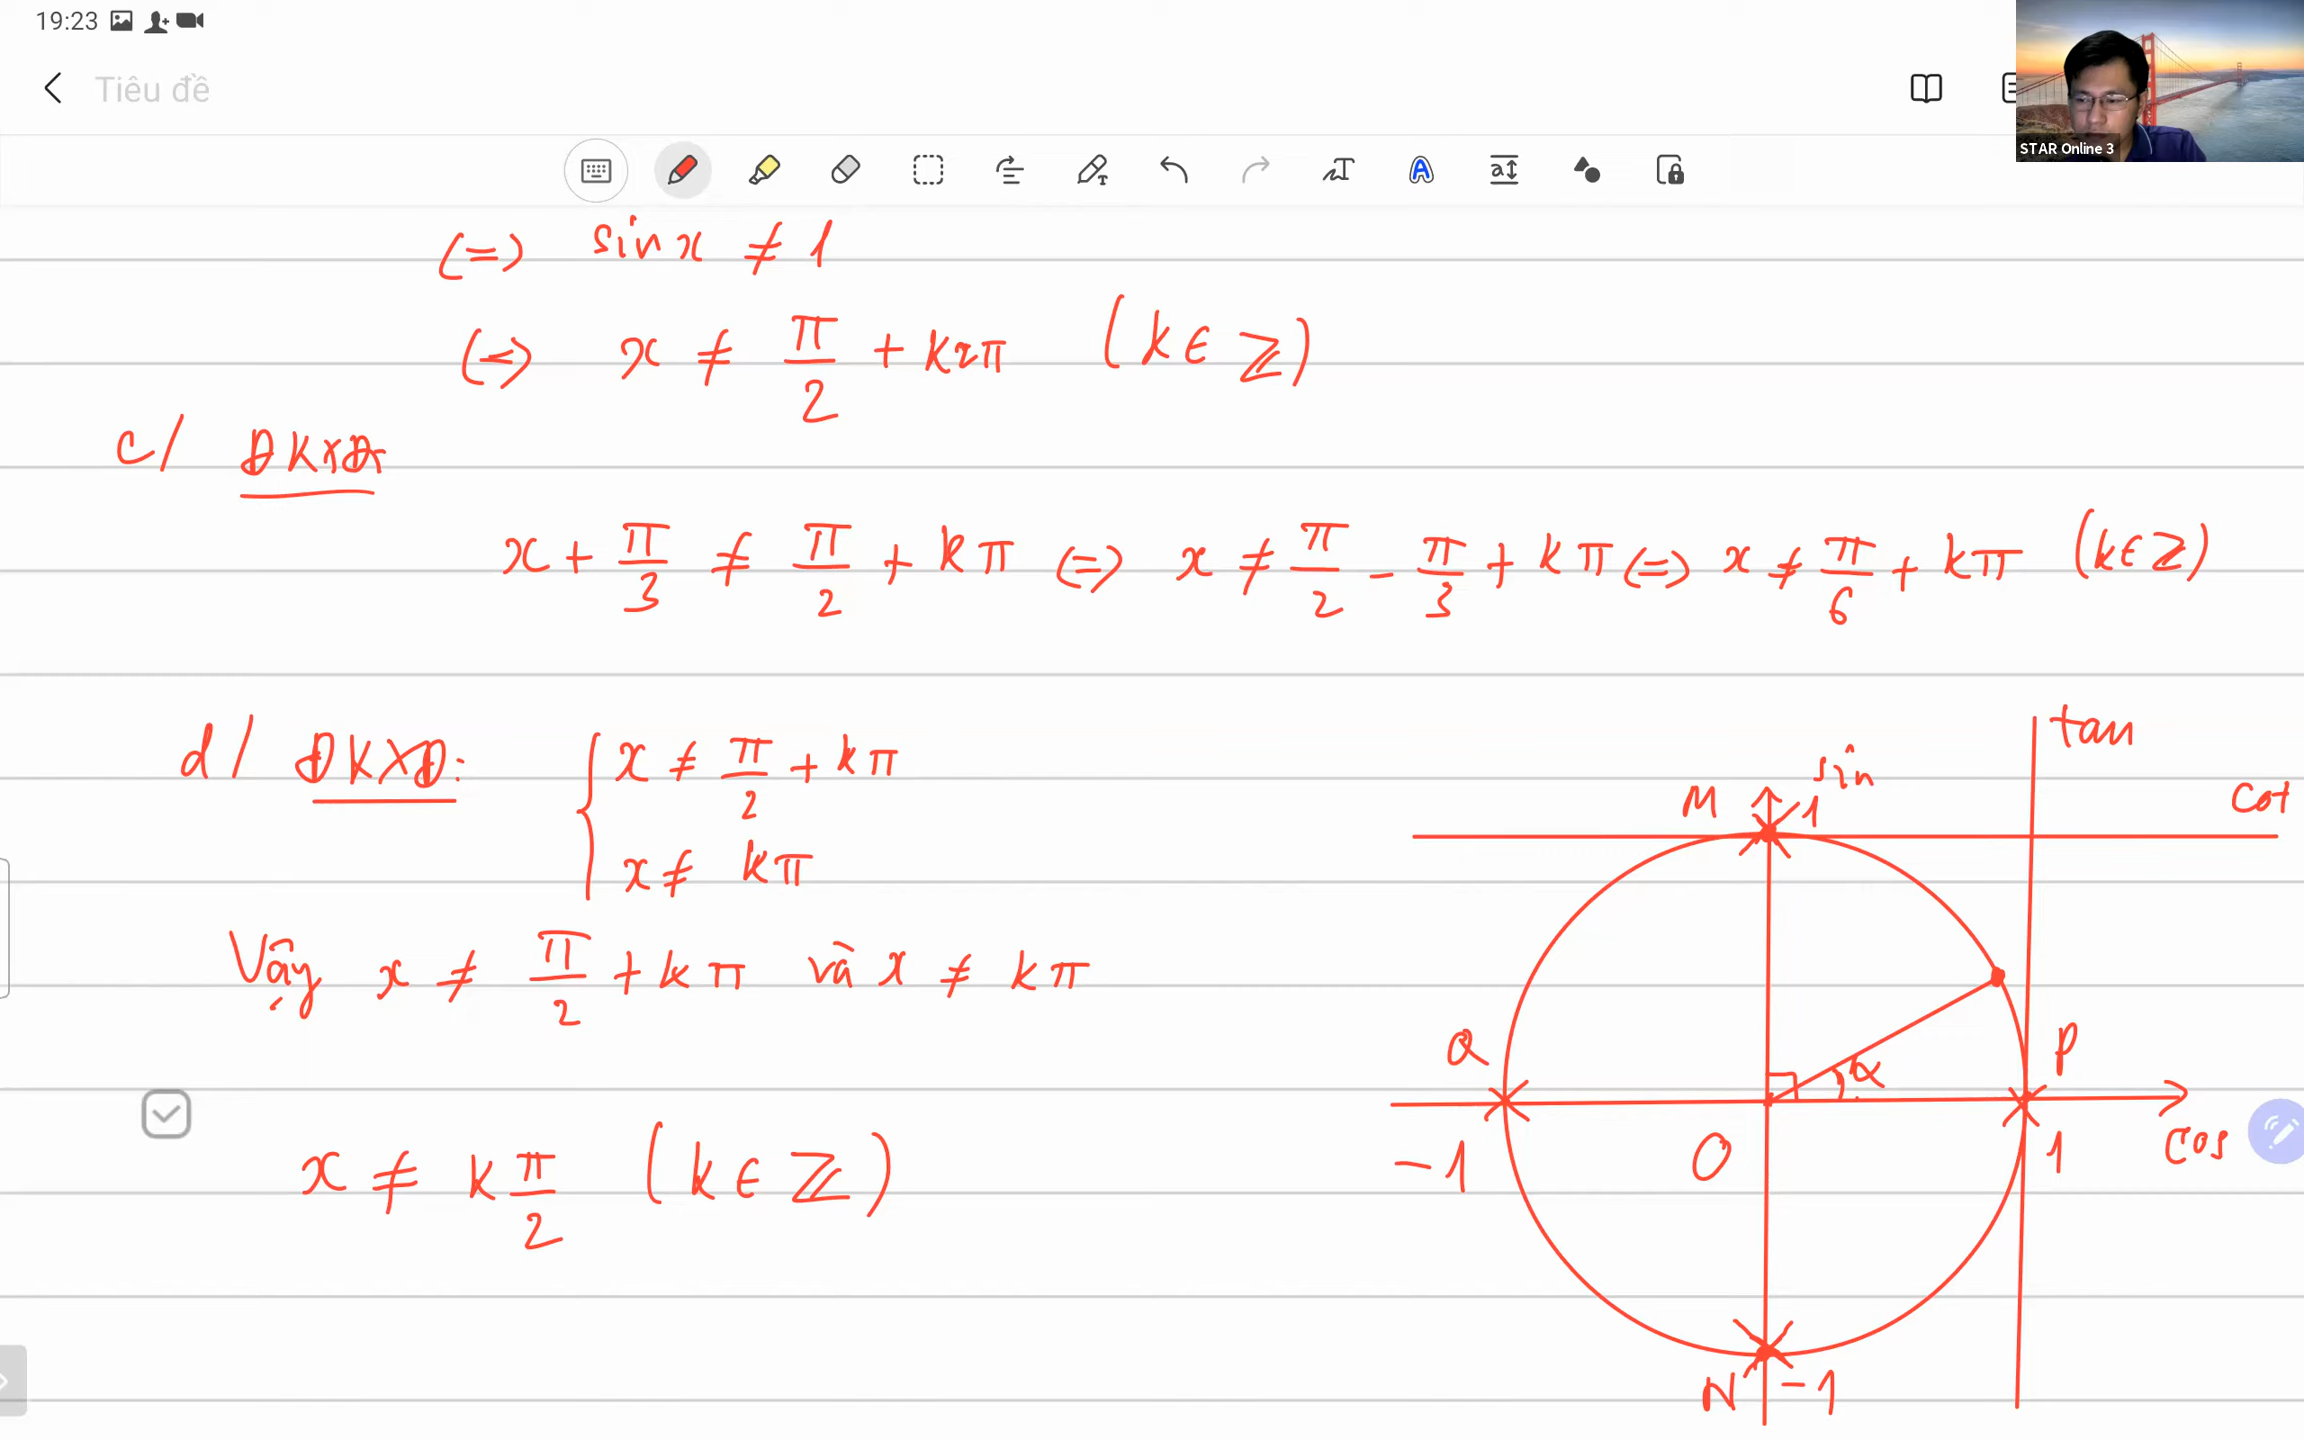 19:23
Tiêu đề
STAR Online 3
(=) sin x ≠ 1
(=) x ≠ π/2 + k2π (k ∈ ℤ)
c/ ĐKXĐ
x + π/3 ≠ π/2 + kπ (=) x ≠ π/2 - π/3 + kπ (=) x ≠ π/6 + kπ (k ∈ ℤ)
d/ ĐKXĐ: { x ≠ π/2 + kπ
x ≠ kπ
Vậy x ≠ π/2 + kπ và x ≠ kπ
x ≠ k π/2 (k ∈ ℤ)
tan
sin
M 1
cot
Q
P
α
-1
O
1
cos
N -1